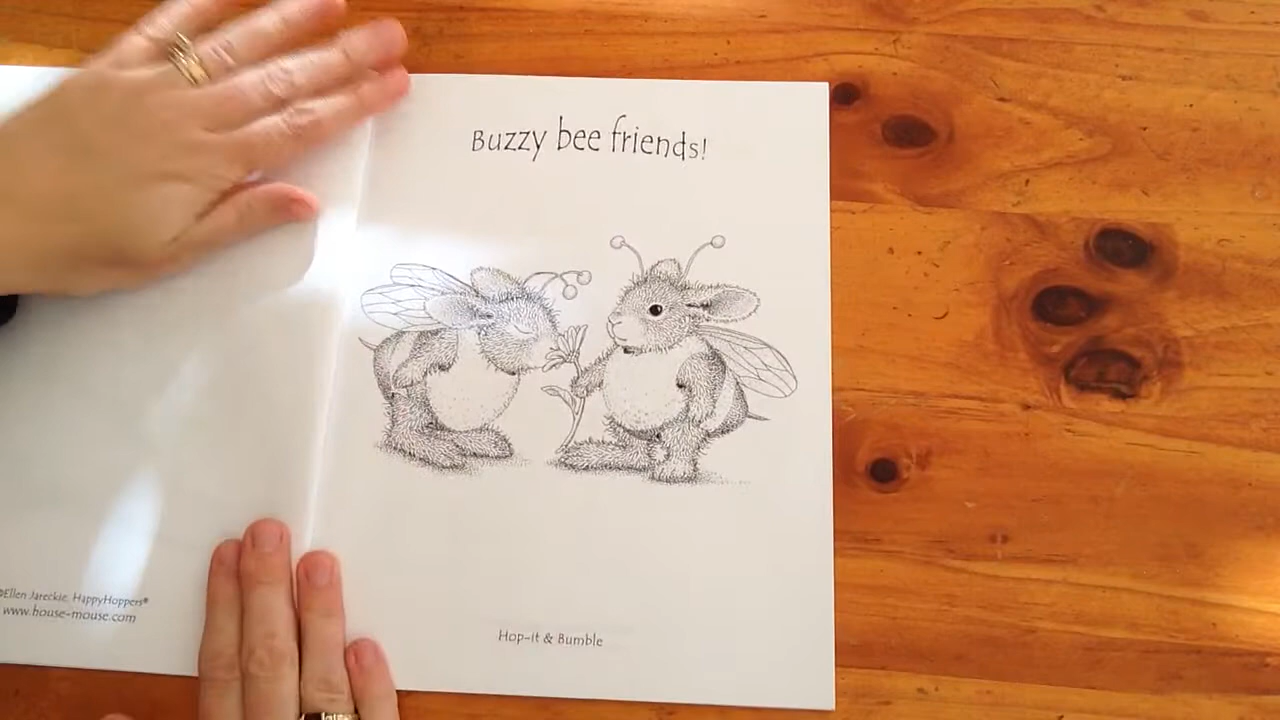 Buzzy bee friends!
©Ellen Jareckie, HappyHoppers®
www.house-mouse.com
Hop-it & Bumble